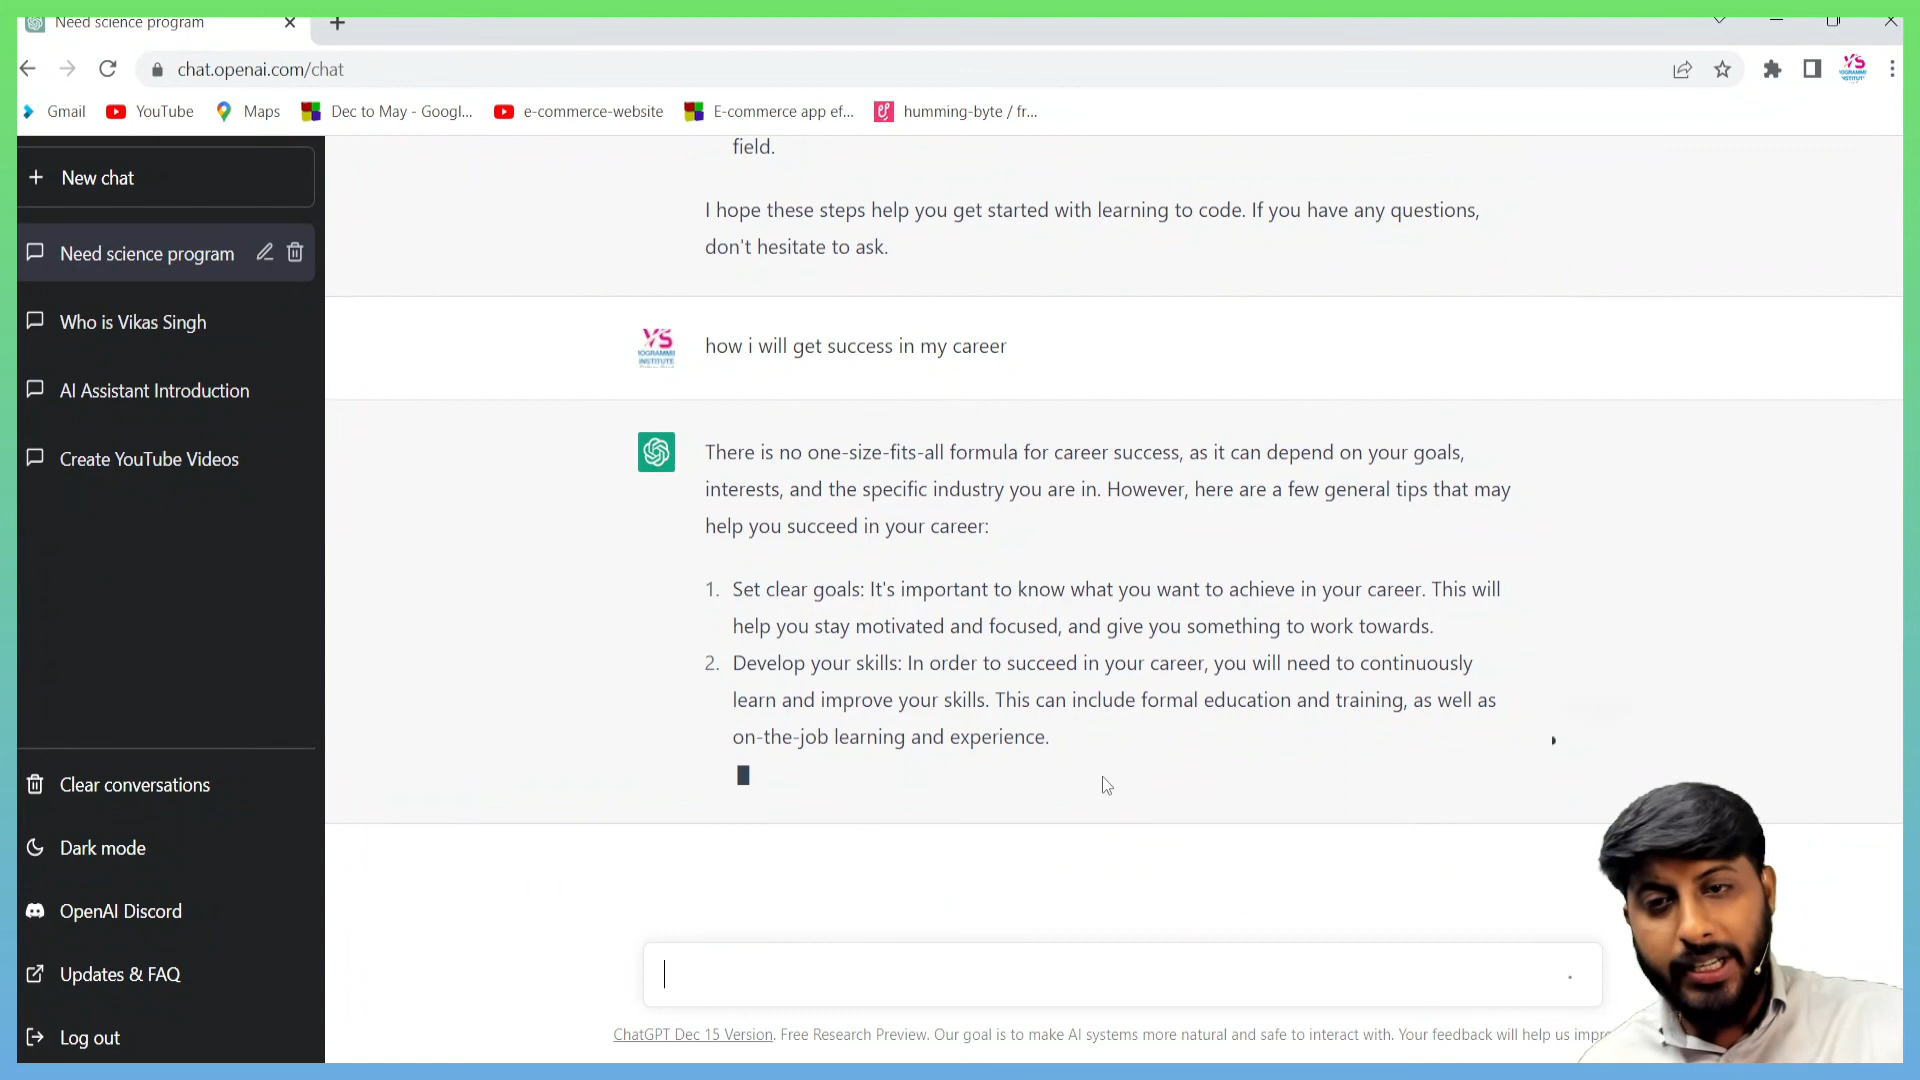 Need science program
chat.openai.com/chat
Gmail
YouTube
Maps
Dec to May - Googl...
e-commerce-website
E-commerce app ef...
humming-byte / fr...
New chat
Need science program
Who is Vikas Singh
AI Assistant Introduction
Create YouTube Videos
Clear conversations
Dark mode
OpenAI Discord
Updates & FAQ
Log out
field.
I hope these steps help you get started with learning to code. If you have any questions,
don't hesitate to ask.
YS
INSTITUTE
how i will get success in my career
There is no one-size-fits-all formula for career success, as it can depend on your goals,
interests, and the specific industry you are in. However, here are a few general tips that may
help you succeed in your career:
1. Set clear goals: It's important to know what you want to achieve in your career. This will
help you stay motivated and focused, and give you something to work towards.
2. Develop your skills: In order to succeed in your career, you will need to continuously
learn and improve your skills. This can include formal education and training, as well as
on-the-job learning and experience.
ChatGPT Dec 15 Version. Free Research Preview. Our goal is to make AI systems more natural and safe to interact with. Your feedback will help us impr